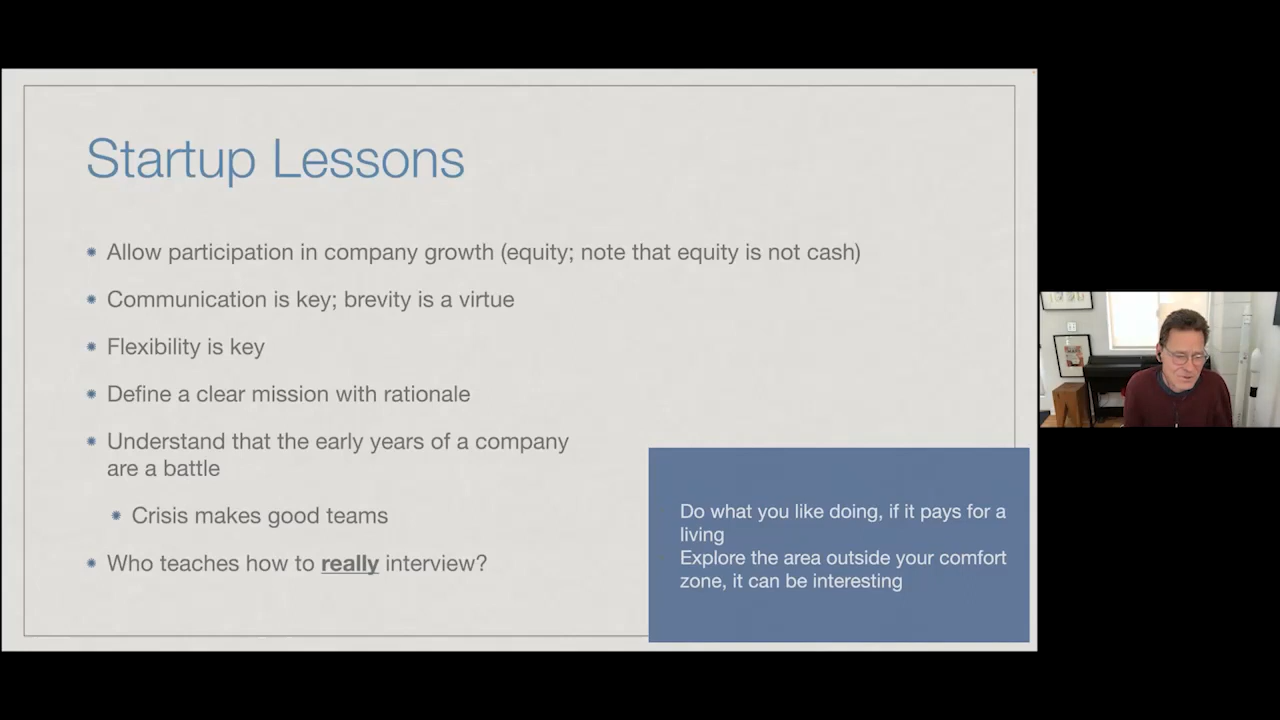 Startup Lessons
Allow participation in company growth (equity; note that equity is not cash)
Communication is key; brevity is a virtue
Flexibility is key
Define a clear mission with rationale
Understand that the early years of a company
are a battle
Crisis makes good teams
Who teaches how to really interview?
Do what you like doing, if it pays for a
living
Explore the area outside your comfort
zone, it can be interesting